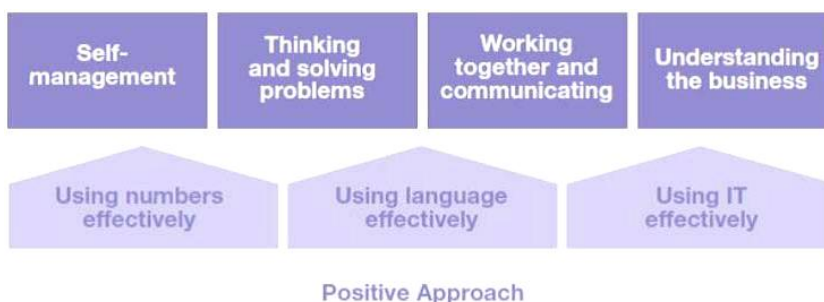 Self-
management
Thinking
and solving
problems
Working
together and
communicating
Understanding
the business
Using numbers
effectively
Using language
effectively
Using IT
effectively
Positive Approach